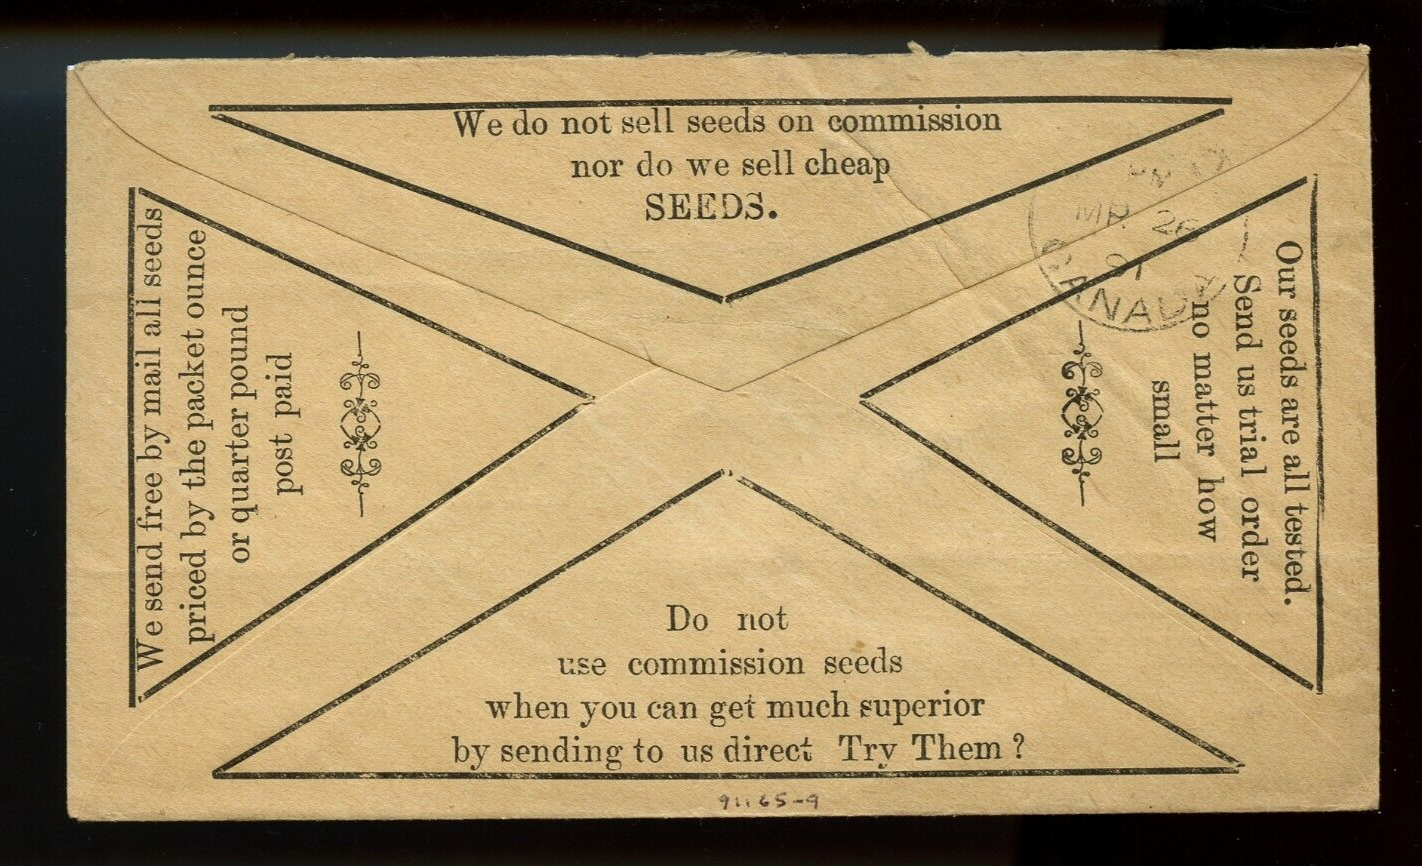 We do not sell seeds on commission
nor do we sell cheap
SEEDS.
We send free by mail all seeds
priced by the packet ounce
or quarter pound
post paid
Our seeds are all tested.
Send us trial order
no matter how
small
MR 26
91
CANADA
Do not
use commission seeds
when you can get much superior
by sending to us direct Try Them ?
91165-9